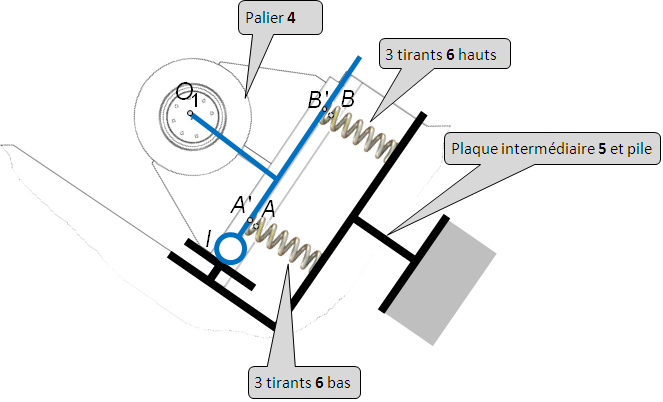 Palier 4
3 tirants 6 hauts
O1
B' B
Plaque intermédiaire 5 et pile
A' A
I
3 tirants 6 bas